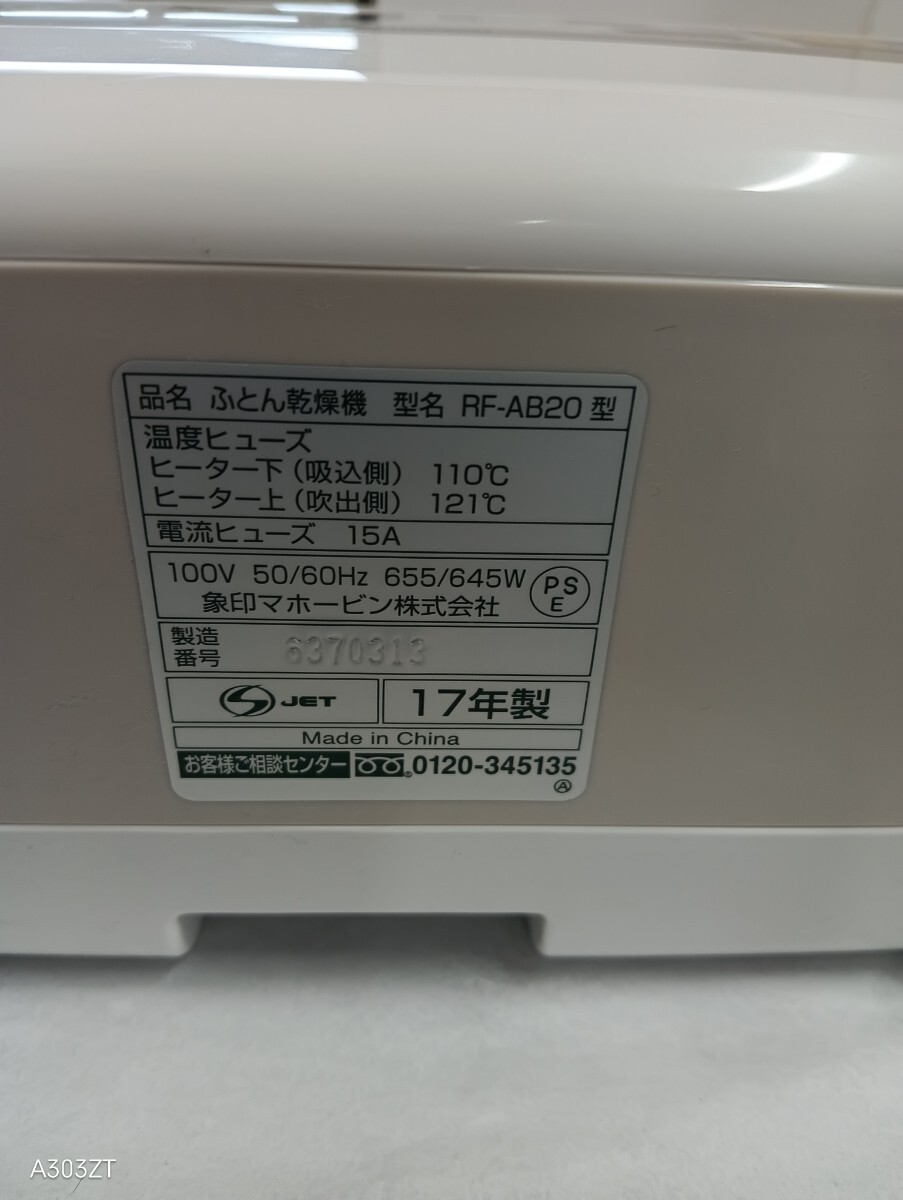 品名 ふとん乾燥機 型名 RF-AB20 型
温度ヒューズ
ヒーター下(吸込側) 110℃
ヒーター上(吹出側) 121℃
電流ヒューズ 15A
100V 50/60Hz 655/645W
象印マホービン株式会社
PS
E
製造
番号 6370313
JET
17年製
Made in China
お客様ご相談センター 0120-345135
Ⓐ
A303ZT